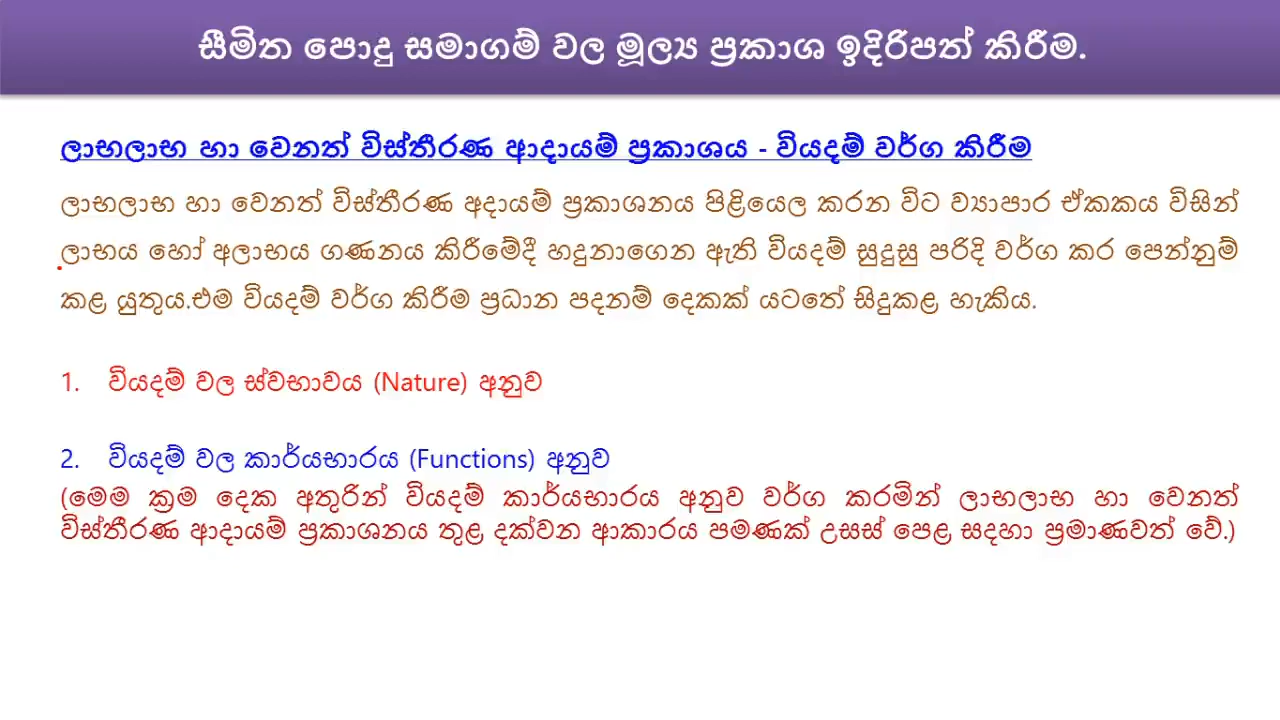 සීමිත පොදු සමාගම් වල මූල්‍ය ප්‍රකාශ ඉදිරිපත් කිරීම.
ලාභලාභ හා වෙනත් විස්තීරණ ආදායම් ප්‍රකාශය - වියදම් වර්ග කිරීම
ලාභලාභ හා වෙනත් විස්තීරණ අදායම් ප්‍රකාශනය පිළියෙල කරන විට ව්‍යාපාර ඒකකය විසින්
ලාභය හෝ අලාභය ගණනය කිරීමේදී හදුනාගෙන ඇති වියදම් සුදුසු පරිදි වර්ග කර පෙන්නුම්
කළ යුතුය.එම වියදම් වර්ග කිරීම ප්‍රධාන පදනම් දෙකක් යටතේ සිදුකළ හැකිය.
1. වියදම් වල ස්වභාවය (Nature) අනුව
2. වියදම් වල කාර්යභාරය (Functions) අනුව
(මෙම ක්‍රම දෙක අතුරින් වියදම් කාර්යභාරය අනුව වර්ග කරමින් ලාභලාභ හා වෙනත්
විස්තීරණ ආදායම් ප්‍රකාශනය තුළ දක්වන ආකාරය පමණක් උසස් පෙළ සදහා ප්‍රමාණවත් වේ.)